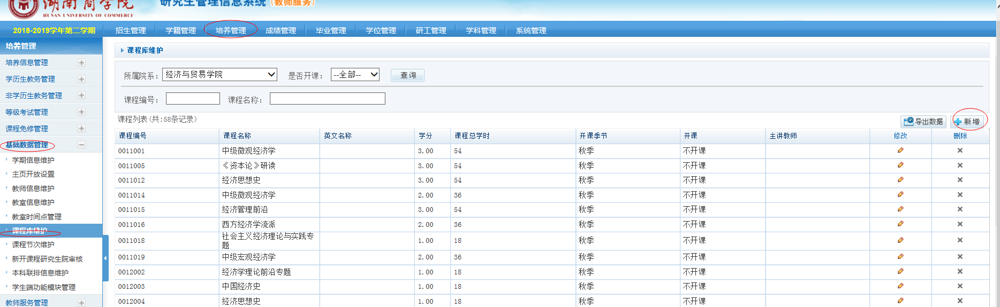 湖南商学院
HUNAN UNIVERSITY OF COMMERCE
研究生管理信息系统（教师服务）
2018-2019学年第二学期 招生管理 学籍管理 培养管理 成绩管理 毕业管理 学位管理 研工管理 学科管理 系统管理
培养管理
培养信息管理
学历生教务管理
非学历生教务管理
等级考试管理
课程免修管理
基础数据管理
学期信息维护
主页开放设置
教师信息维护
教室信息维护
教室时间点管理
课程库维护
课程节次维护
新开课程研究生院审核
本科联排信息维护
学生端功能模块管理
教师服务管理
课程库维护
所属院系： 经济与贸易学院 是否开课： --全部-- 查询
课程编号： 课程名称：
课程列表(共:58条记录) 导出数据 新增
课程编号 课程名称 英文名称 学分 课程总学时 开课季节 开课 主讲教师 修改 删除
0011001 中级微观经济学 3.00 54 秋季 不开课
0011005 《资本论》研读 3.00 54 秋季 不开课
0011012 经济思想史 3.00 54 秋季 不开课
0011014 中级微观经济学 2.00 36 秋季 不开课
0011015 经济管理前沿 3.00 54 秋季 不开课
0011016 西方经济学流派 2.00 36 秋季 不开课
0011018 社会主义经济理论与实践专 1.00 18 秋季 不开课
题
0011019 中级宏观经济学 2.00 36 秋季 不开课
0012002 经济学理论前沿专题 1.00 18 秋季 不开课
0012003 中国经济史 1.00 18 秋季 不开课
0012004 经济思想史 1.00 18 秋季 不开课